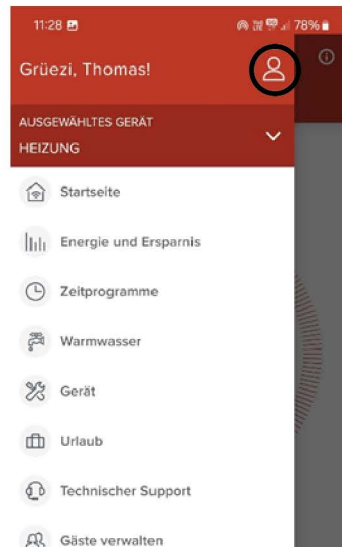 11:28 78%
Grüezi, Thomas!
AUSGEWÄHLTES GERÄT
HEIZUNG
Startseite
Energie und Ersparnis
Zeitprogramme
Warmwasser
Gerät
Urlaub
Technischer Support
Gäste verwalten